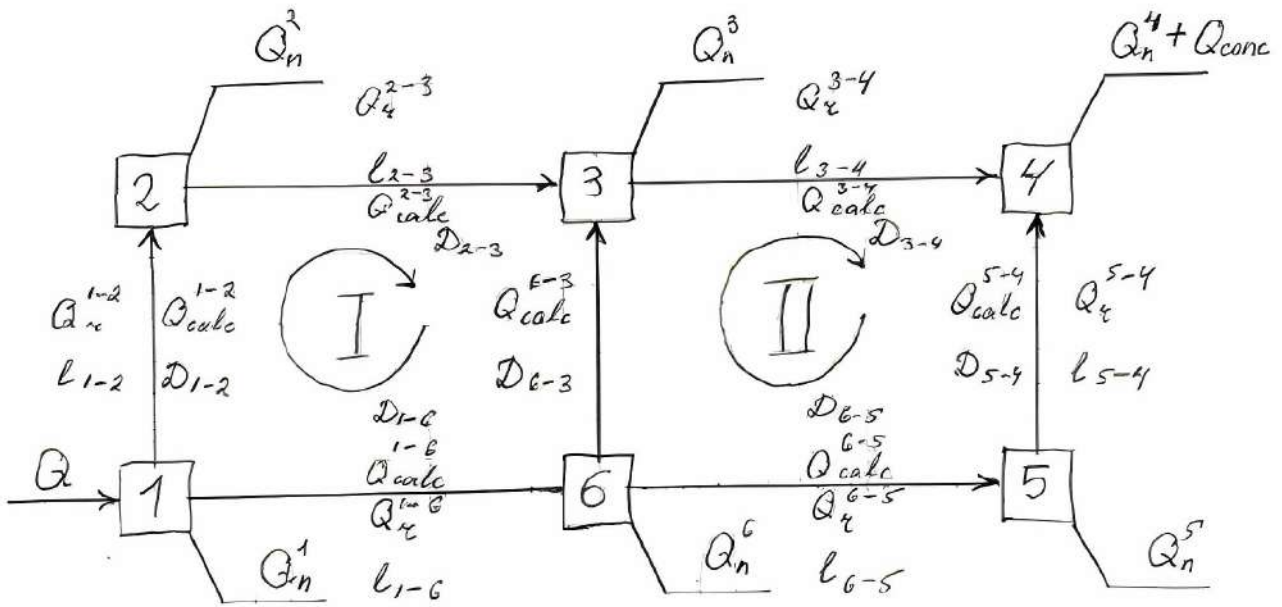 Q_n^2
Q_n^3
Q_n^4 + Q_conc
Q_r^{2-3}
Q_r^{3-4}
2
l_{2-3}
3
l_{3-4}
4
Q_calc^{2-3}
Q_calc^{3-4}
D_{2-3}
D_{3-4}
Q_r^{1-2}
Q_calc^{1-2}
I
Q_calc^{6-3}
II
Q_calc^{5-4}
Q_r^{5-4}
l_{1-2}
D_{1-2}
D_{6-3}
D_{5-4}
l_{5-4}
D_{1-6}
D_{6-5}
Q
1
Q_calc^{1-6}
6
Q_calc^{6-5}
5
Q_r^{1-6}
Q_r^{6-5}
Q_n^1
l_{1-6}
Q_n^6
l_{6-5}
Q_n^5